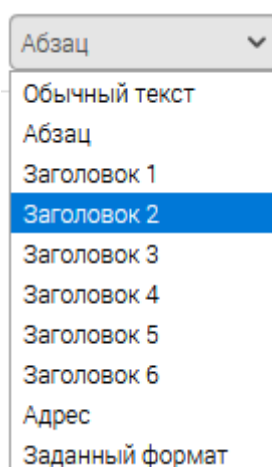 Абзац
Обычный текст
Абзац
Заголовок 1
Заголовок 2
Заголовок 3
Заголовок 4
Заголовок 5
Заголовок 6
Адрес
Заданный формат